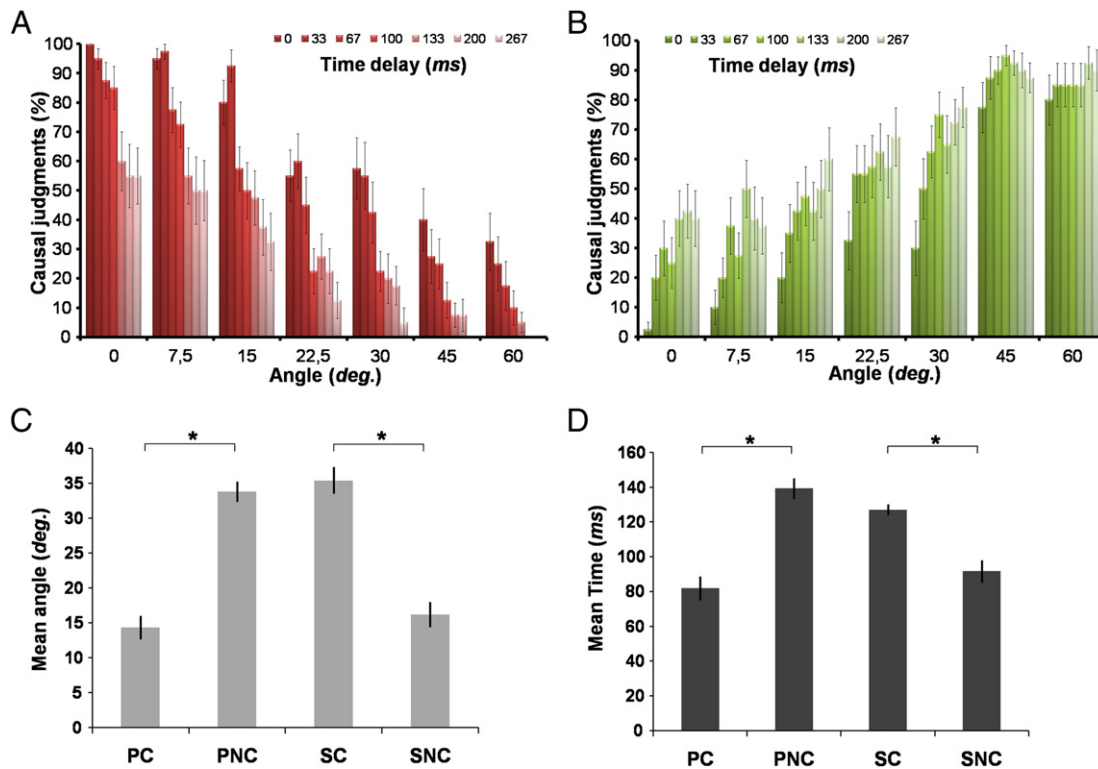 A
0 33 67 100 133 200 267
Time delay (ms)
Causal judgments (%)
100
90
80
70
60
50
40
30
20
10
0
0 7,5 15 22,5 30 45 60
Angle (deg.)
B
0 33 67 100 133 200 267
Time delay (ms)
Causal judgments (%)
100
90
80
70
60
50
40
30
20
10
0
0 7,5 15 22,5 30 45 60
Angle (deg.)
C
* *
Mean angle (deg.)
40
35
30
25
20
15
10
5
0
PC PNC SC SNC
D
* *
Mean Time (ms)
160
140
120
100
80
60
40
20
0
PC PNC SC SNC